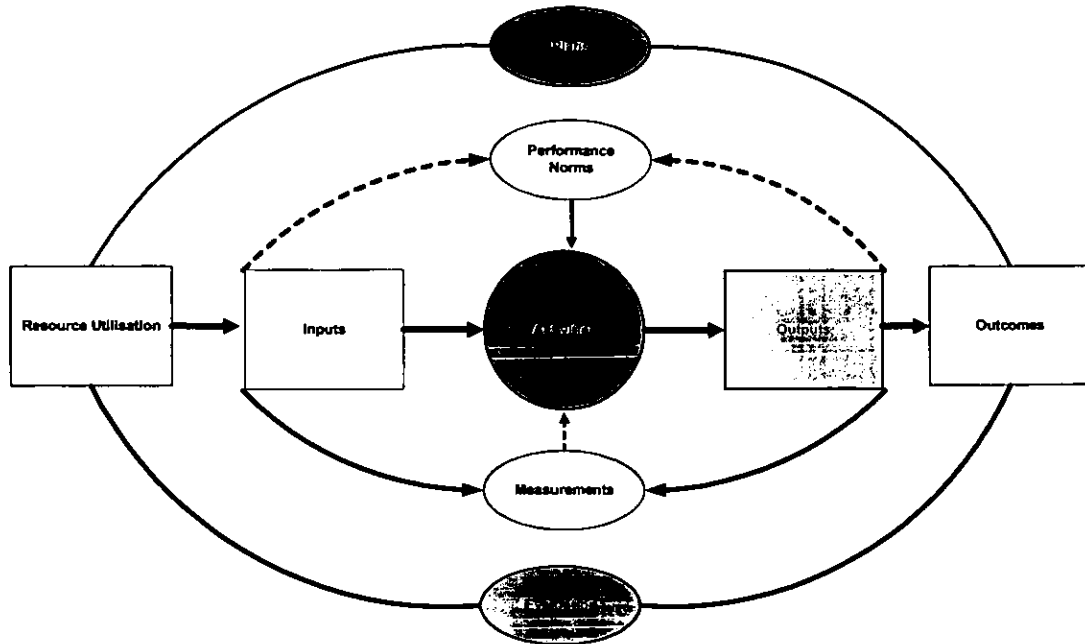 Performance
Norms
Resource Utilisation
Inputs
Outputs
Outcomes
Measurements